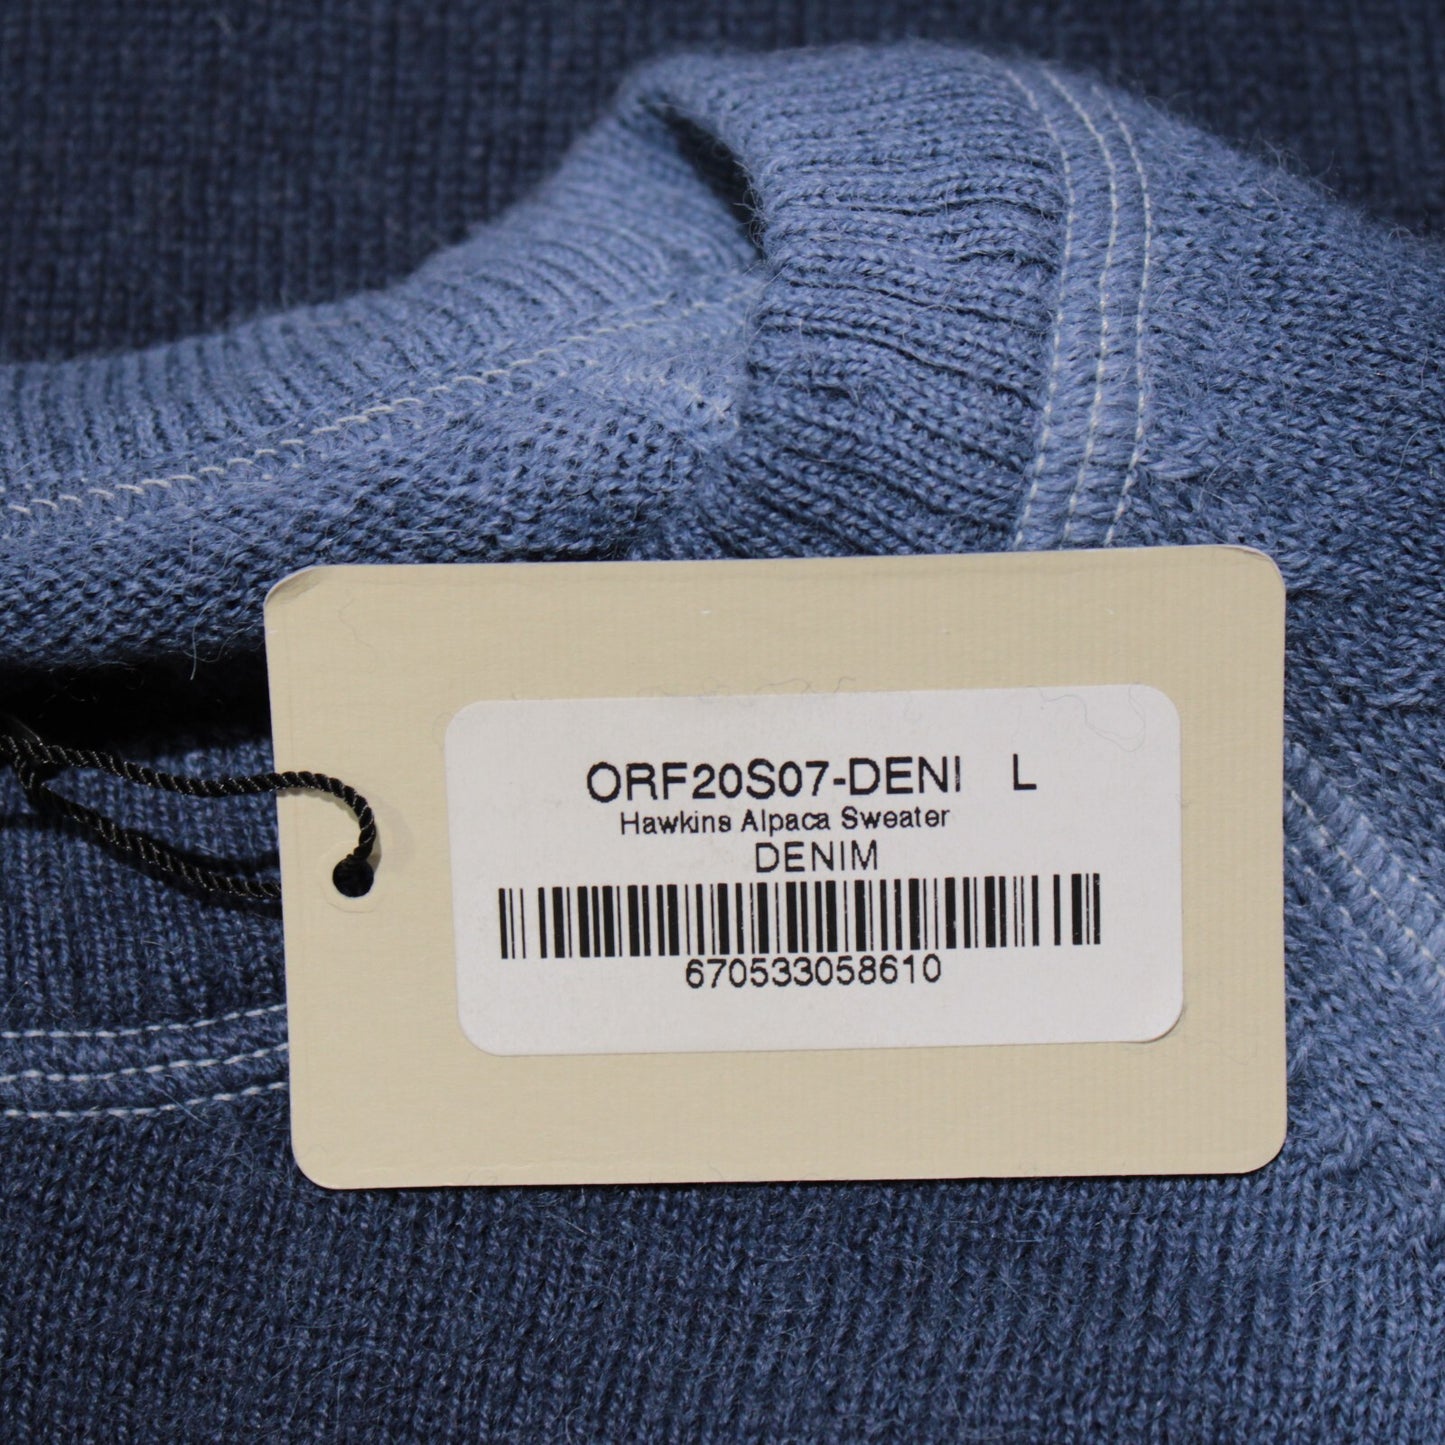 ORF20S07-DENI L
Hawkins Alpaca Sweater
DENIM
670533058610